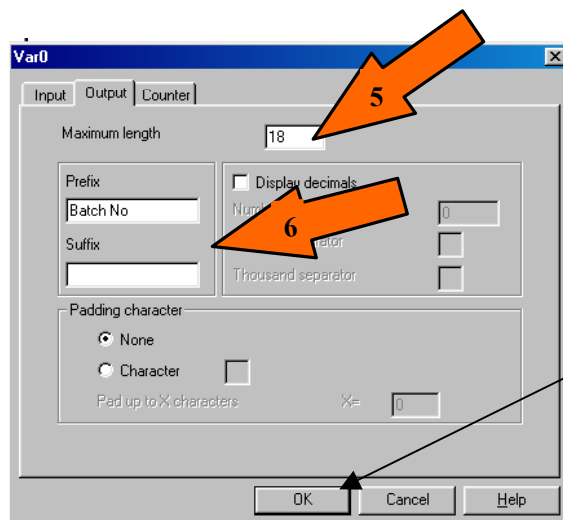 Var0
Input Output Counter
5
Maximum length 18
Prefix
Batch No
Suffix
Display decimals
6
0
Thousand separator
Padding character
None
Character
Pad up to X characters X= 0
OK Cancel Help